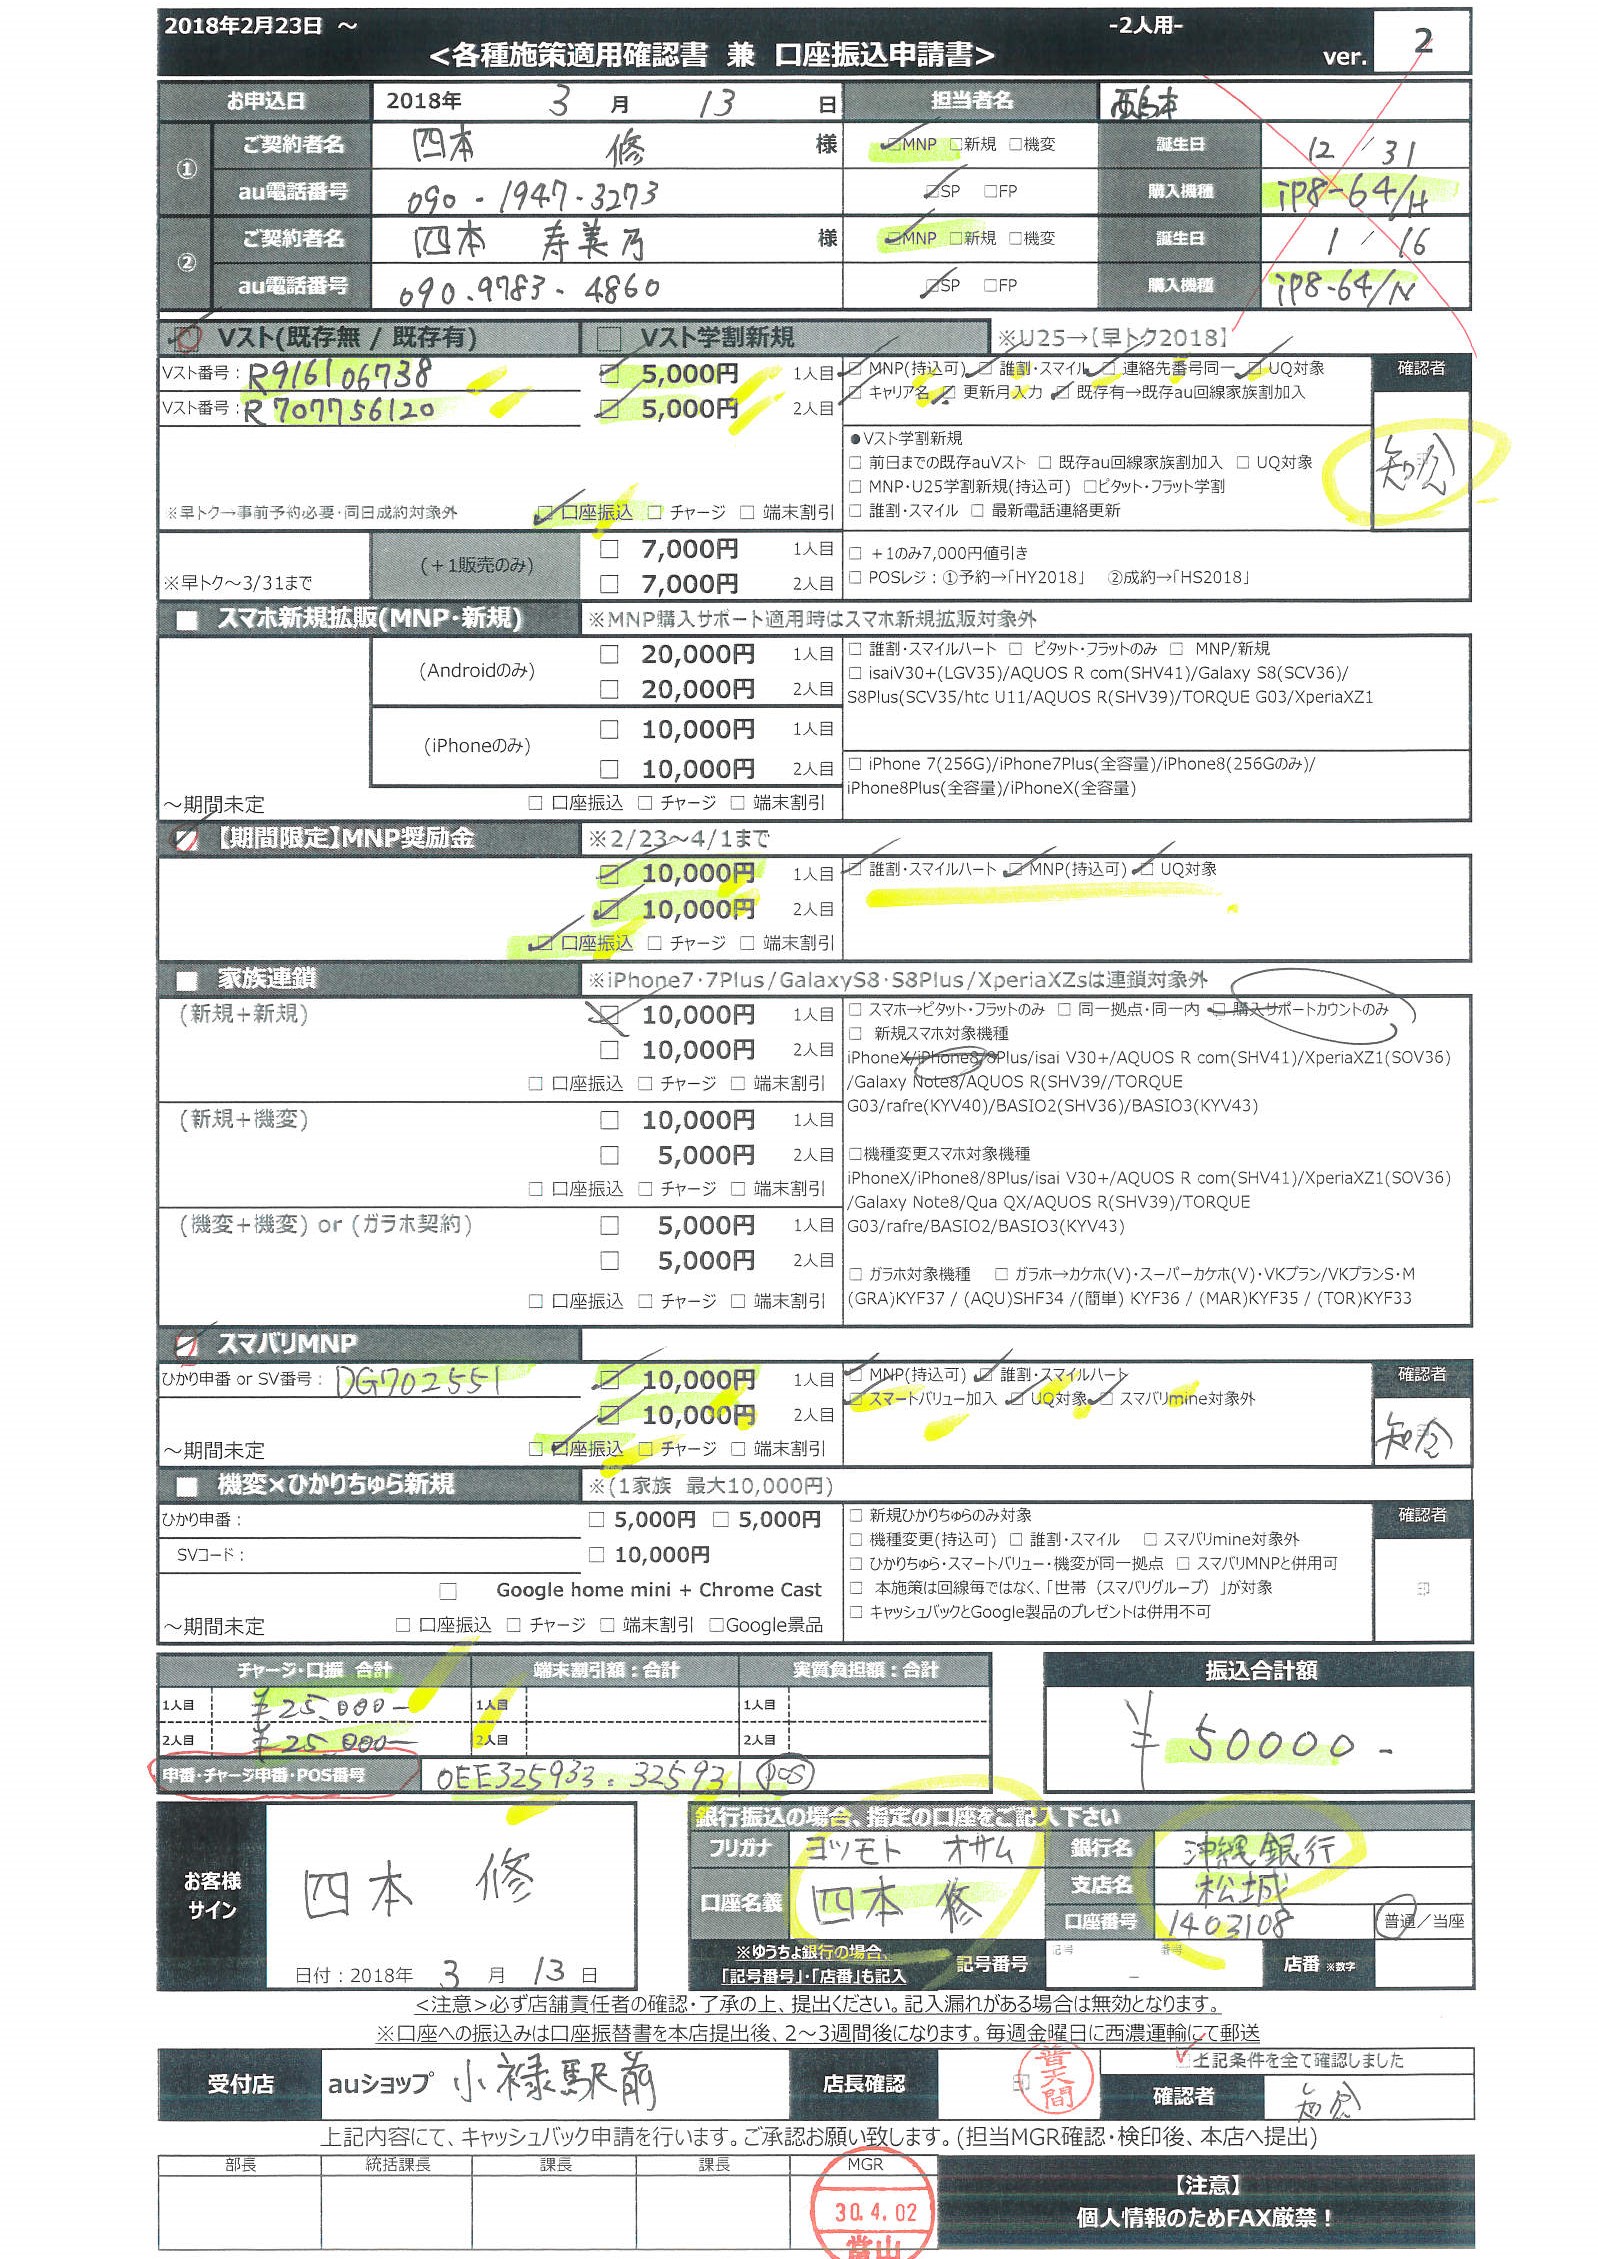 2018年2月23日 ～ -2人用-
<各種施策適用確認書 兼 口座振込申請書> ver. 2
お申込日 2018年 3 月 13 日 担当者名 西島本
① ご契約者名 四本 修 様 □MNP □新規 □機変 誕生日 12 / 31
au電話番号 090-1947-3273 □SP □FP 購入機種 iP8-64/H
② ご契約者名 四本 寿美乃 様 □MNP □新規 □機変 誕生日 1 / 16
au電話番号 090-9783-4860 □SP □FP 購入機種 iP8-64/N
Vスト(既存無 / 既存有) □ Vスト学割新規 ※U25→【早トク2018】
Vスト番号： R916106738 □ 5,000円 1人目 □ MNP(持込可) □ 誰割・スマイル □ 連絡先番号同一 □ UQ対象 確認者
Vスト番号： R707756120 □ 5,000円 2人目 □ キャリア名 □ 更新月入力 □ 既存有→既存au回線家族割加入
●Vスト学割新規
□ 前日までの既存auVスト □ 既存au回線家族割加入 □ UQ対象 知念
□ MNP・U25学割新規(持込可) □ピタット・フラット学割
※早トク→事前予約必要・同日成約対象外 □ 口座振込 □ チャージ □ 端末割引 □ 誰割・スマイル □ 最新電話連絡更新
□ 7,000円 1人目 □ +1のみ7,000円値引き
※早トク～3/31まで (+1販売のみ) □ 7,000円 2人目 □ POSレジ：①予約→「HY2018」 ②成約→「HS2018」
■ スマホ新規拡販(MNP・新規) ※MNP購入サポート適用時はスマホ新規拡販対象外
(Androidのみ) □ 20,000円 1人目 □ 誰割・スマイルハート □ ピタット・フラットのみ □ MNP/新規
□ 20,000円 2人目 □ isaiV30+(LGV35)/AQUOS R com(SHV41)/Galaxy S8(SCV36)/
S8Plus(SCV35/htc U11/AQUOS R(SHV39)/TORQUE G03/XperiaXZ1
(iPhoneのみ) □ 10,000円 1人目
□ 10,000円 2人目 □ iPhone 7(256G)/iPhone7Plus(全容量)/iPhone8(256Gのみ)/
iPhone8Plus(全容量)/iPhoneX(全容量)
～期間未定 □ 口座振込 □ チャージ □ 端末割引
【期間限定】MNP奨励金 ※2/23～4/1まで
□ 10,000円 1人目 □ 誰割・スマイルハート □ MNP(持込可) □ UQ対象
□ 10,000円 2人目
□ 口座振込 □ チャージ □ 端末割引
■ 家族連鎖 ※iPhone7・7Plus/GalaxyS8・S8Plus/XperiaXZsは連鎖対象外
(新規+新規) □ 10,000円 1人目 □ スマホ→ピタット・フラットのみ □ 同一拠点・同一内 □ 購入サポートカウントのみ
□ 10,000円 2人目 □ 新規スマホ対象機種
iPhoneX/iPhone8/8Plus/isai V30+/AQUOS R com(SHV41)/XperiaXZ1(SOV36)
□ 口座振込 □ チャージ □ 端末割引 /Galaxy Note8/AQUOS R(SHV39//TORQUE
G03/rafre(KYV40)/BASIO2(SHV36)/BASIO3(KYV43)
(新規+機変) □ 10,000円 1人目
□ 5,000円 2人目 □機種変更スマホ対象機種
iPhoneX/iPhone8/8Plus/isai V30+/AQUOS R com(SHV41)/XperiaXZ1(SOV36)
□ 口座振込 □ チャージ □ 端末割引 /Galaxy Note8/Qua QX/AQUOS R(SHV39)/TORQUE
G03/rafre/BASIO2/BASIO3(KYV43)
(機変+機変) or (ガラホ契約) □ 5,000円 1人目
□ 5,000円 2人目 □ ガラホ対象機種 □ ガラホ→カケホ(V)・スーパーカケホ(V)・VKプラン/VKプランS・M
□ 口座振込 □ チャージ □ 端末割引 (GRA)KYF37 / (AQU)SHF34 /(簡単) KYF36 / (MAR)KYF35 / (TOR)KYF33
スマバリMNP
ひかり申番 or SV番号： DG702551 □ 10,000円 1人目 □ MNP(持込可) □ 誰割・スマイルハート 確認者
□ 10,000円 2人目 □ スマートバリュー加入 □ UQ対象 □ スマバリmine対象外
～期間未定 □ 口座振込 □ チャージ □ 端末割引 知念
■ 機変×ひかりちゅら新規 ※(1家族 最大10,000円)
ひかり申番： □ 5,000円 □ 5,000円 □ 新規ひかりちゅらのみ対象 確認者
□ 機種変更(持込可) □ 誰割・スマイル □ スマバリmine対象外
SVコード： □ 10,000円 □ ひかりちゅら・スマートバリュー・機変が同一拠点 □ スマバリMNPと併用可
□ Google home mini + Chrome Cast □ 本施策は回線毎ではなく、「世帯（スマバリグループ）」が対象 印
～期間未定 □ 口座振込 □ チャージ □ 端末割引 □Google景品 □ キャッシュバックとGoogle製品のプレゼントは併用不可
チャージ・口振 合計 端末割引額：合計 実質負担額：合計 振込合計額
1人目 ¥25,000- 1人目 1人目
2人目 ¥25,000- 2人目 2人目 ¥50000-
申番・チャージ申番・POS番号 0EE325933. 325931 POS
お客様サイン 四本 修
日付：2018年 3 月 13 日
銀行振込の場合、指定の口座をご記入下さい
フリガナ ヨツモト オサム 銀行名 沖縄銀行
口座名義 四本 修 支店名 松城
口座番号 1403108 普通／当座
※ゆうちょ銀行の場合、「記号番号」・「店番」も記入 記号番号 記号 番号 － 店番 ※数字
<注意>必ず店舗責任者の確認・了承の上、提出ください。記入漏れがある場合は無効となります。
※口座への振込みは口座振替書を本店提出後、2～3週間後になります。毎週金曜日に西濃運輸にて郵送
受付店 auショップ 小禄駅前 店長確認 印 普天間 □上記条件を全て確認しました
確認者 知念
上記内容にて、キャッシュバック申請を行います。ご承認お願い致します。(担当MGR確認・検印後、本店へ提出)
部長 統括課長 課長 課長 MGR
30.4.02
當山
【注意】
個人情報のためFAX厳禁！